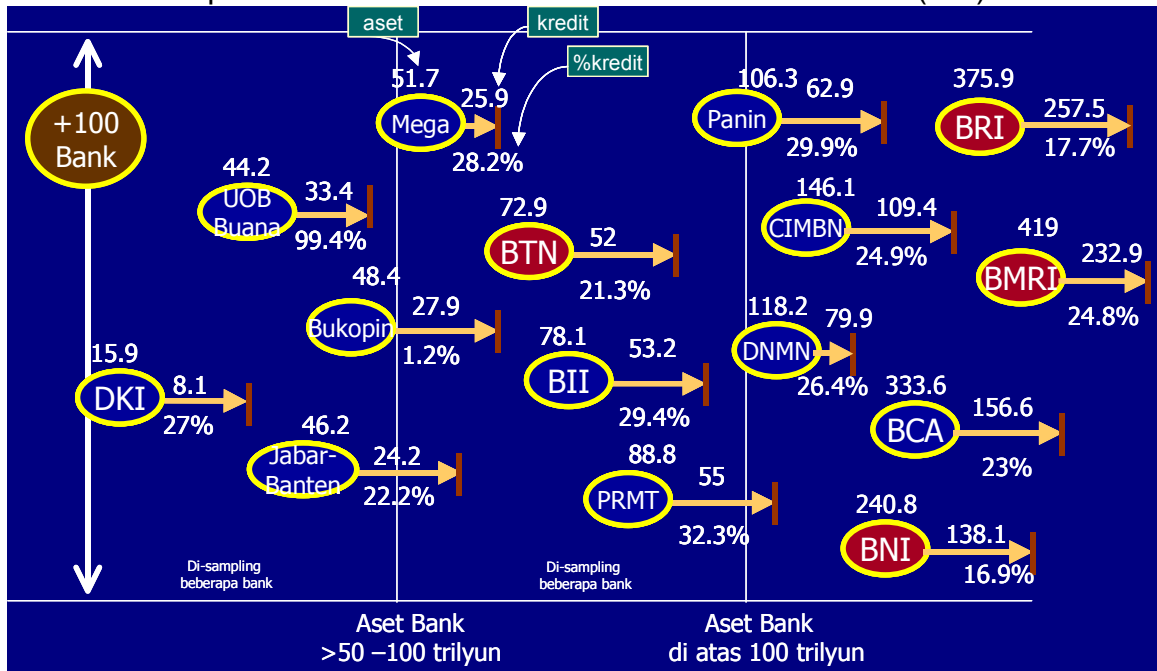 aset
kredit
%kredit
+100
Bank
51.7
Mega
25.9
28.2%
106.3
Panin
62.9
29.9%
375.9
BRI
257.5
17.7%
44.2
UOB
Buana
33.4
99.4%
72.9
BTN
52
21.3%
146.1
CIMBN
109.4
24.9%
419
BMRI
232.9
24.8%
48.4
Bukopin
27.9
1.2%
15.9
DKI
8.1
27%
78.1
BII
53.2
29.4%
118.2
DNMN
79.9
26.4%
333.6
BCA
156.6
23%
46.2
Jabar-
Banten
24.2
22.2%
88.8
PRMT
55
32.3%
240.8
BNI
138.1
16.9%
Di-sampling
beberapa bank
Di-sampling
beberapa bank
Aset Bank
>50 –100 trilyun
Aset Bank
di atas 100 trilyun